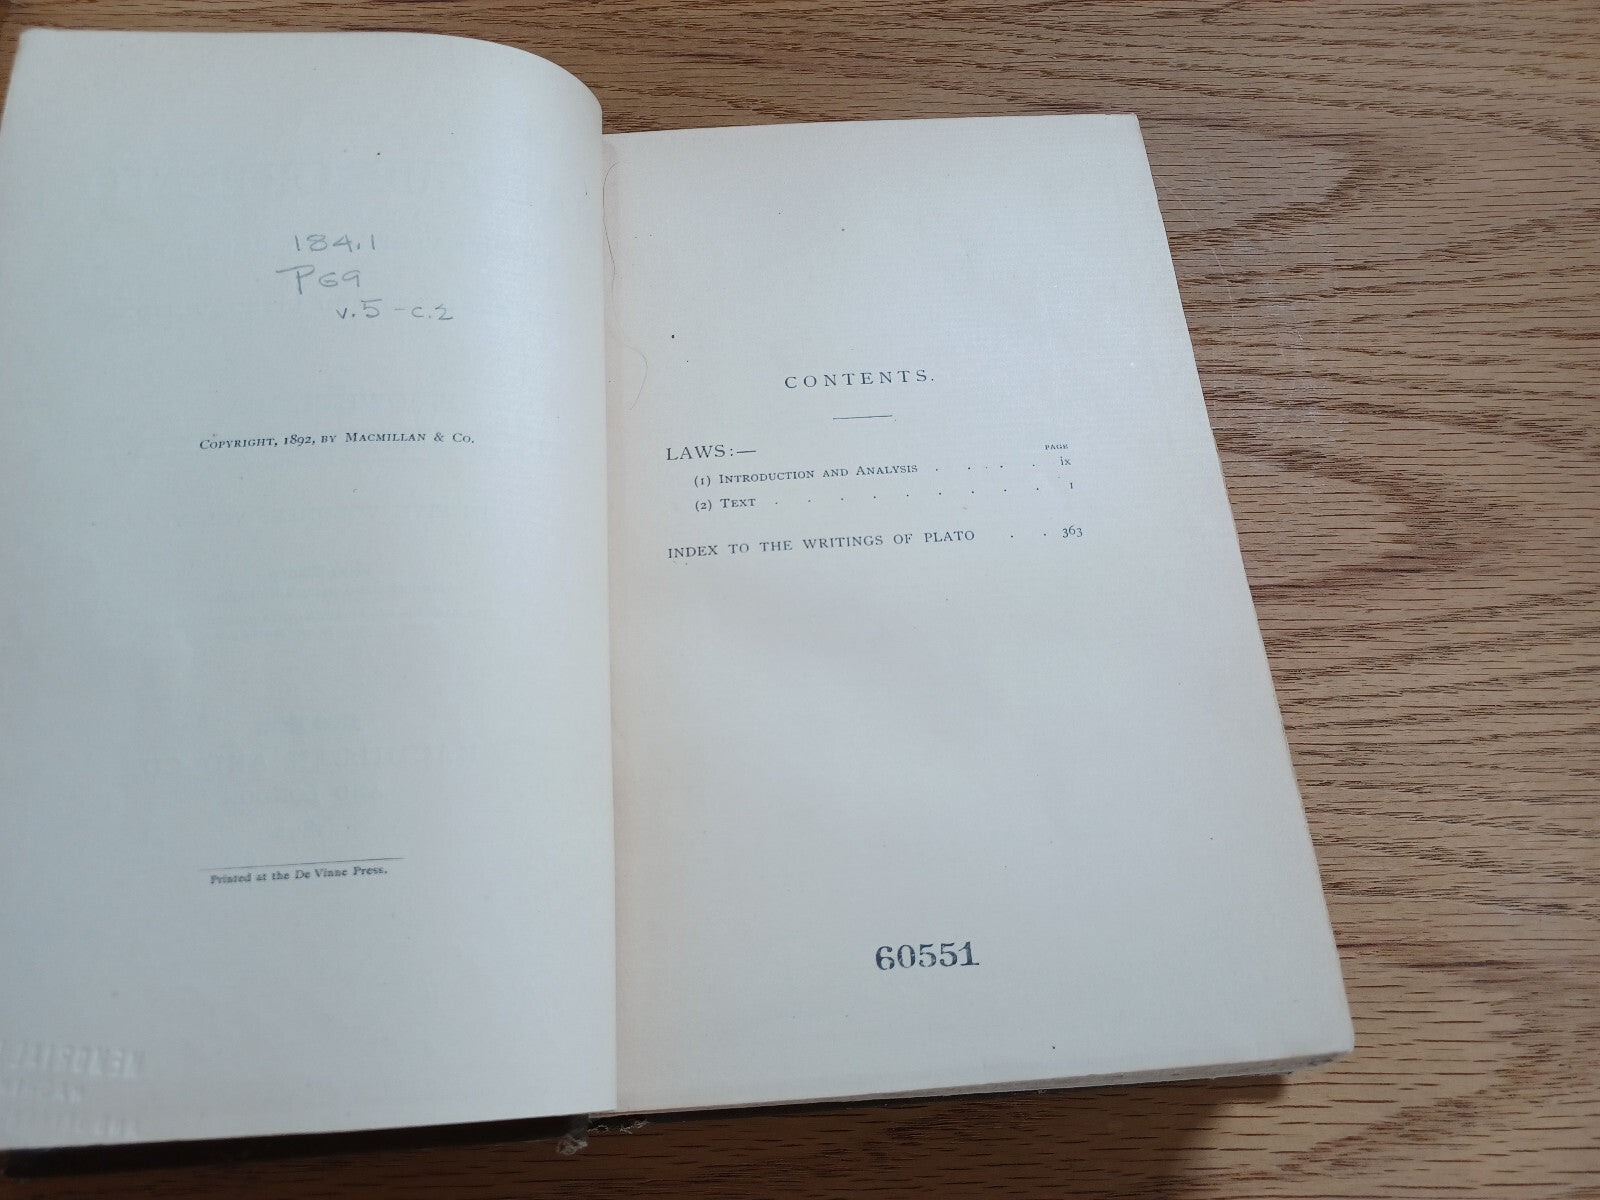 184.1
P69
v.5 - c.2
COPYRIGHT, 1892, BY MACMILLAN & CO.
Printed at the De Vinne Press.
CONTENTS.
LAWS:—
PAGE
(1) INTRODUCTION AND ANALYSIS . . . . . ix
(2) TEXT . . . . . . . . . 1
INDEX TO THE WRITINGS OF PLATO . . 363
60551